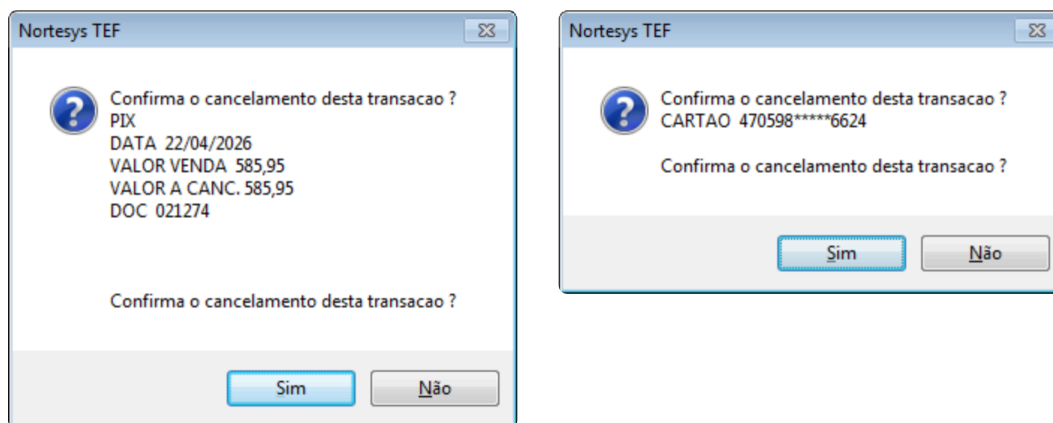 Nortesys TEF
Confirma o cancelamento desta transacao ?
PIX
DATA 22/04/2026
VALOR VENDA 585,95
VALOR A CANC. 585,95
DOC 021274
Confirma o cancelamento desta transacao ?
Sim
Não
Nortesys TEF
Confirma o cancelamento desta transacao ?
CARTAO 470598*****6624
Confirma o cancelamento desta transacao ?
Sim
Não